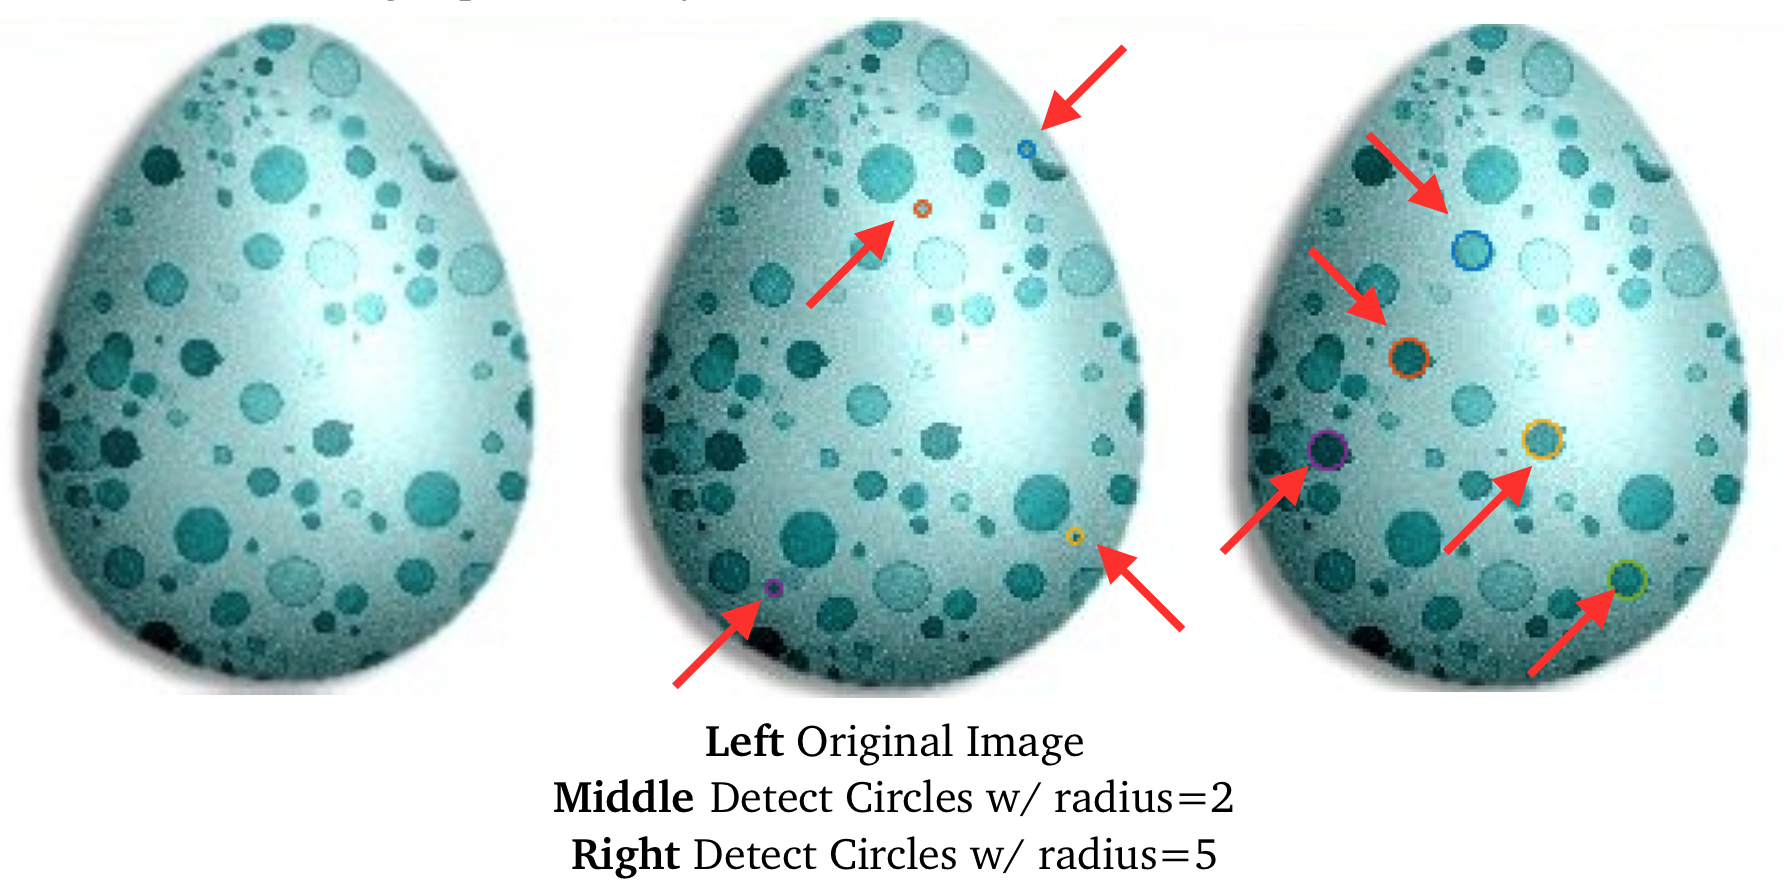 Left Original Image
Middle Detect Circles w/ radius=2
Right Detect Circles w/ radius=5